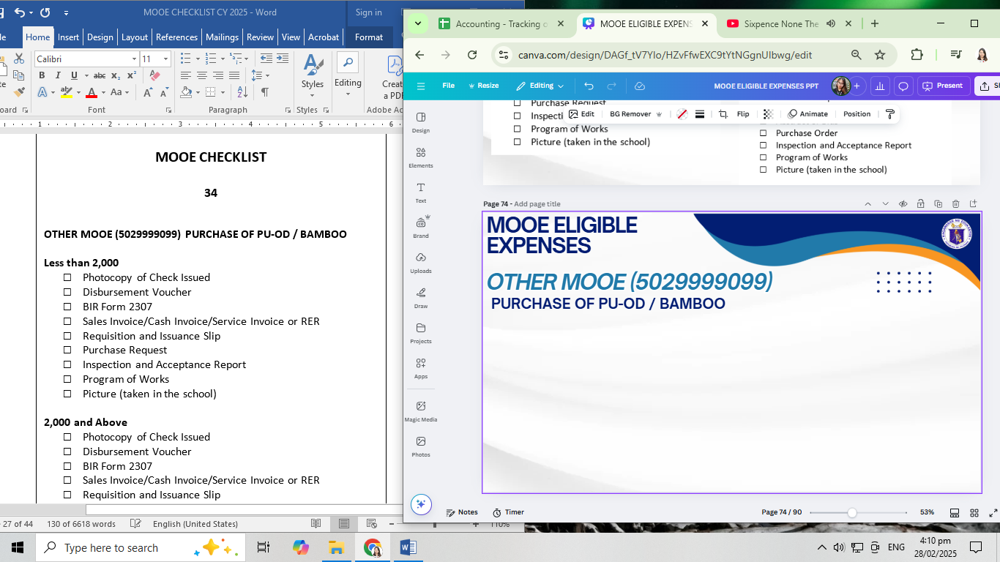 MOOE CHECKLIST CY 2025 - Word
Sign in
Home Insert Design Layout References Mailings Review View Acrobat Format
Calibri 11
Styles
Editing
Font
Paragraph
Styles
1 2 3 4 5 6
MOOE CHECKLIST
34
OTHER MOOE (5029999099) PURCHASE OF PU-OD / BAMBOO
Less than 2,000
☐ Photocopy of Check Issued
☐ Disbursement Voucher
☐ BIR Form 2307
☐ Sales Invoice/Cash Invoice/Service Invoice or RER
☐ Requisition and Issuance Slip
☐ Purchase Request
☐ Inspection and Acceptance Report
☐ Program of Works
☐ Picture (taken in the school)
2,000 and Above
☐ Photocopy of Check Issued
☐ Disbursement Voucher
☐ BIR Form 2307
☐ Sales Invoice/Cash Invoice/Service Invoice or RER
☐ Requisition and Issuance Slip
27 of 44 130 of 6618 words English (United States) 110%
Accounting - Tracking
MOOE ELIGIBLE EXPENS
Sixpence None The
canva.com/design/DAGf_tV7YIo/HZvFfwEXC9tYtNGgnUIbwg/edit
File Resize Editing MOOE ELIGIBLE EXPENSES PPT Present
Design
Elements
Text
Brand
Uploads
Draw
Projects
Apps
Magic Media
Photos
Edit BG Remover Flip Animate Position
Purchase Request
☐ Program of Works
☐ Picture (taken in the school)
☐ Purchase Order
☐ Inspection and Acceptance Report
☐ Program of Works
☐ Picture (taken in the school)
Page 74 - Add page title
MOOE ELIGIBLE
EXPENSES
OTHER MOOE (5029999099)
PURCHASE OF PU-OD / BAMBOO
Notes Timer Page 74 / 90 53%
Type here to search
ENG
4:10 pm
28/02/2025